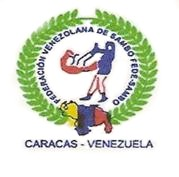 FEDERACIÓN VENEZOLANA DE SAMBO FEDE-SAMBO
CARACAS - VENEZUELA